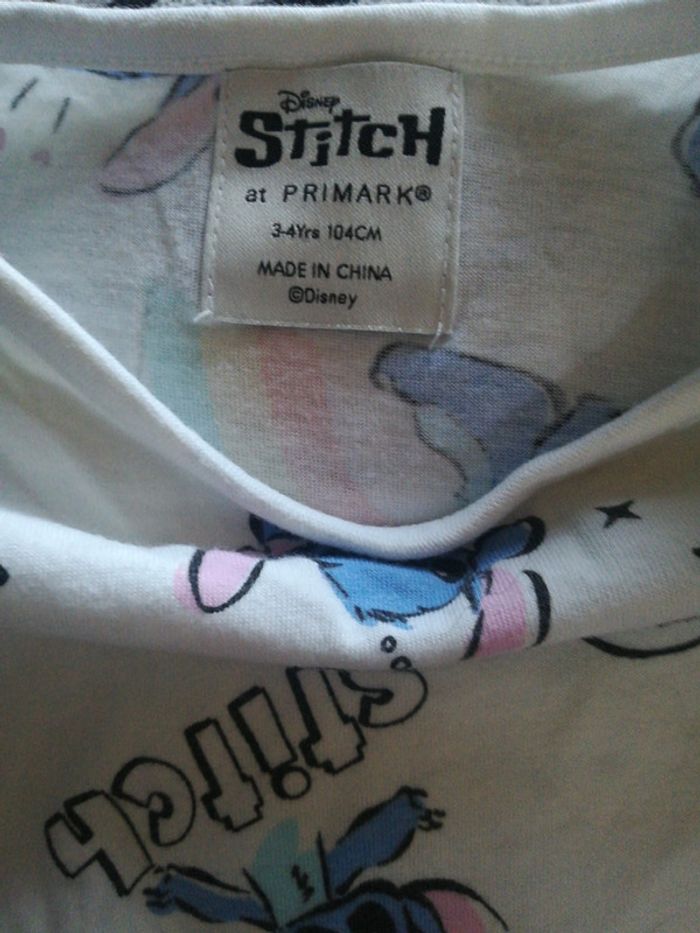 Disney
STITCH
at PRIMARK®
3-4Yrs 104CM
MADE IN CHINA
©Disney
Stitch